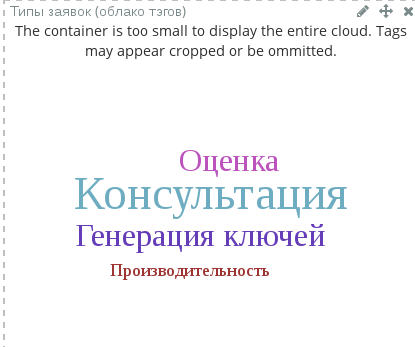 Типы заявок (облако тэгов)
The container is too small to display the entire cloud. Tags
may appear cropped or be ommitted.
Оценка
Консультация
Генерация ключей
Производительность